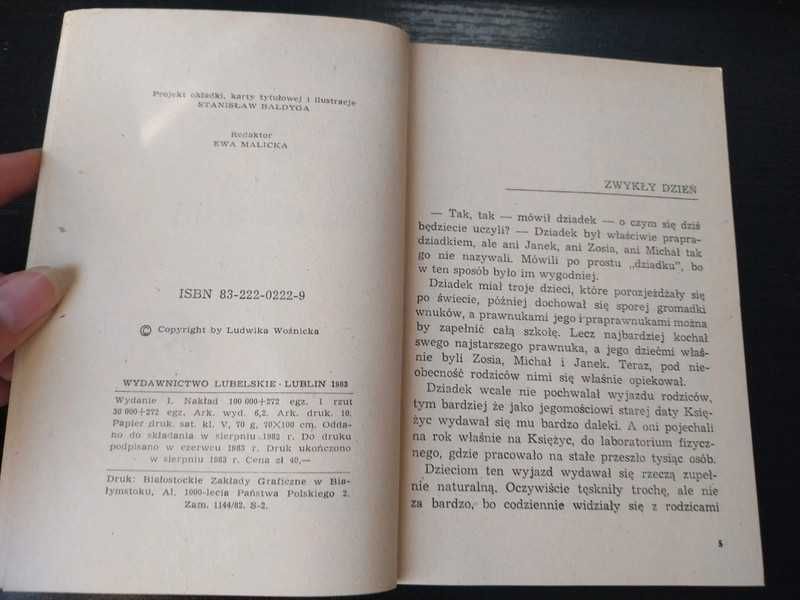 Projekt okładki, karty tytułowej i ilustracje
STANISŁAW BAŁDYGA
Redaktor
EWA MALICKA
ISBN 83-222-0222-9
© Copyright by Ludwika Woźnicka
WYDAWNICTWO LUBELSKIE · LUBLIN 1983
Wydanie I. Nakład 100 000+272 egz. I rzut
30 000+272 egz. Ark. wyd. 6,2. Ark. druk. 10.
Papier druk. sat. kl. V, 70 g, 70×100 cm. Odda-
no do składania w sierpniu 1982 r. Do druku
podpisano w czerwcu 1983 r. Druk ukończono
w sierpniu 1983 r. Cena zł 40,—
Druk: Białostockie Zakłady Graficzne w Bia-
łymstoku, Al. 1000-lecia Państwa Polskiego 2.
Zam. 1144/82. S-2.
ZWYKŁY DZIEŃ
— Tak, tak — mówił dziadek — o czym się dziś
będziecie uczyli? — Dziadek był właściwie prapra-
dziadkiem, ale ani Janek, ani Zosia, ani Michał tak
go nie nazywali. Mówili po prostu „dziadku", bo
w ten sposób było im wygodniej.
Dziadek miał troje dzieci, które porozjeżdżały się
po świecie, później dochował się sporej gromadki
wnuków, a prawnukami jego i praprawnukami można
by zapełnić całą szkołę. Lecz najbardziej kochał
swego najstarszego prawnuka, a jego dziećmi właś-
nie byli Zosia, Michał i Janek. Teraz, pod nie-
obecność rodziców nimi się właśnie opiekował.
Dziadek wcale nie pochwalał wyjazdu rodziców,
tym bardziej że jako jegomościowi starej daty Księ-
życ wydawał się mu bardzo daleki. A oni pojechali
na rok właśnie na Księżyc, do laboratorium fizycz-
nego, gdzie pracowało na stałe przeszło tysiąc osób.
Dzieciom ten wyjazd wydawał się rzeczą zupeł-
nie naturalną. Oczywiście tęskniły trochę, ale nie
za bardzo, bo codziennie widziały się z rodzicami
5